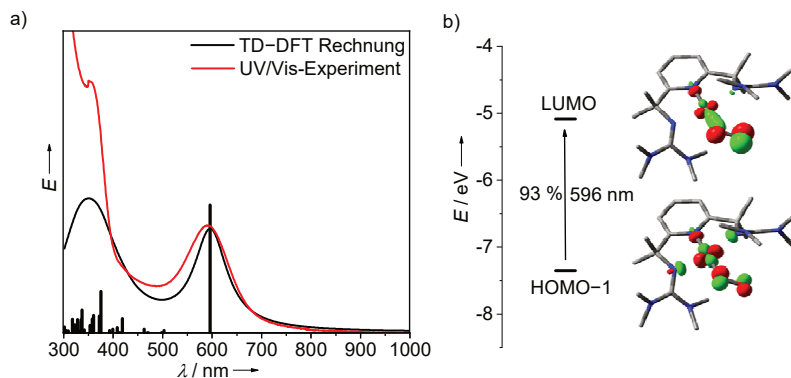 a)
TD−DFT Rechnung
UV/Vis-Experiment
E
300 400 500 600 700 800 900 1000
λ / nm
b)
-4
-5
-6
-7
-8
E / eV
LUMO
93 % 596 nm
HOMO−1